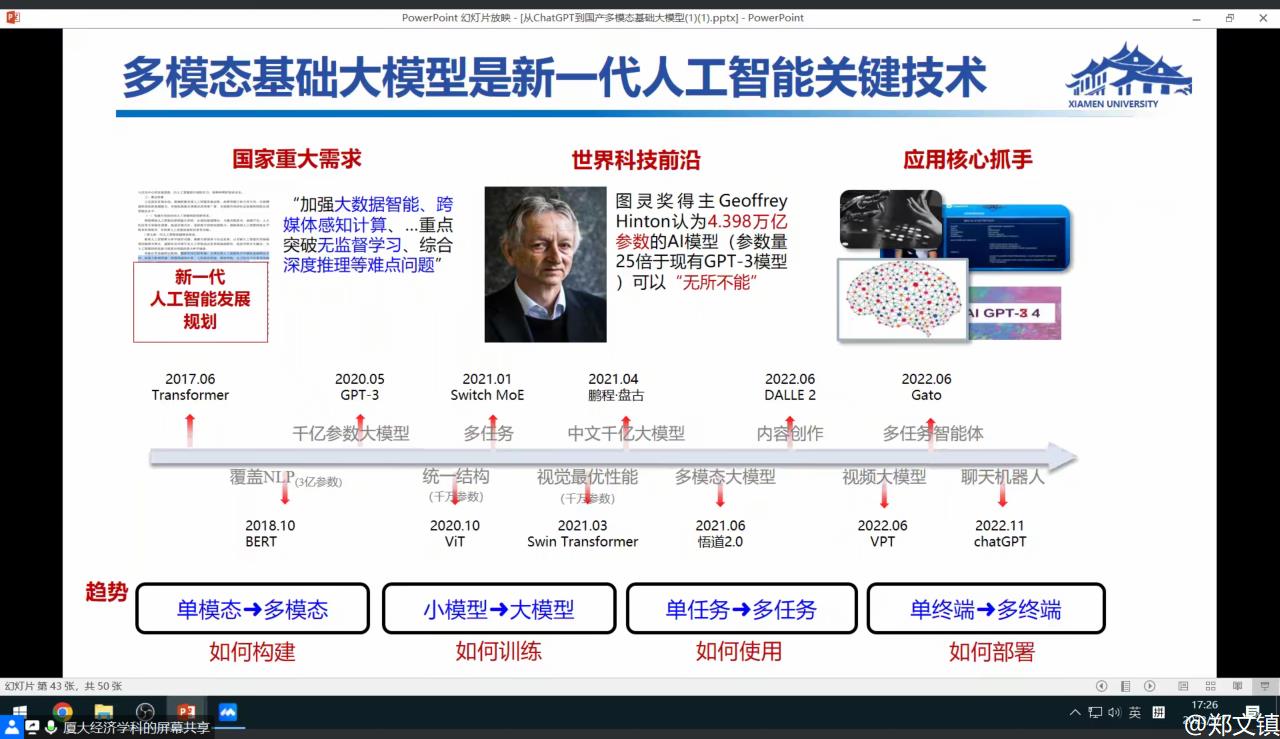 PowerPoint 幻灯片放映 - [从ChatGPT到国产多模态基础大模型(1)(1).pptx] - PowerPoint
多模态基础大模型是新一代人工智能关键技术
XIAMEN UNIVERSITY
国家重大需求
世界科技前沿
应用核心抓手
新一代
人工智能发展
规划
“加强大数据智能、跨
媒体感知计算、…重点
突破无监督学习、综合
深度推理等难点问题”
图灵奖得主Geoffrey
Hinton认为4.398万亿
参数的AI模型（参数量
25倍于现有GPT-3模型
）可以“无所不能”
AI GPT-3 4
2017.06
Transformer
2020.05
GPT-3
2021.01
Switch MoE
2021.04
鹏程·盘古
2022.06
DALLE 2
2022.06
Gato
千亿参数大模型
多任务
中文千亿大模型
内容创作
多任务智能体
覆盖NLP(3亿参数)
统一结构
(千万参数)
视觉最优性能
(千万参数)
多模态大模型
视频大模型
聊天机器人
2018.10
BERT
2020.10
ViT
2021.03
Swin Transformer
2021.06
悟道2.0
2022.06
VPT
2022.11
chatGPT
趋势
单模态➜多模态
小模型➜大模型
单任务➜多任务
单终端➜多终端
如何构建
如何训练
如何使用
如何部署
幻灯片 第 43 张，共 50 张
厦大经济学科的屏幕共享
英
拼
17:26
@郑文镇